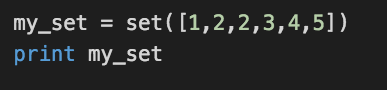 my_set = set([1,2,2,3,4,5])
print my_set